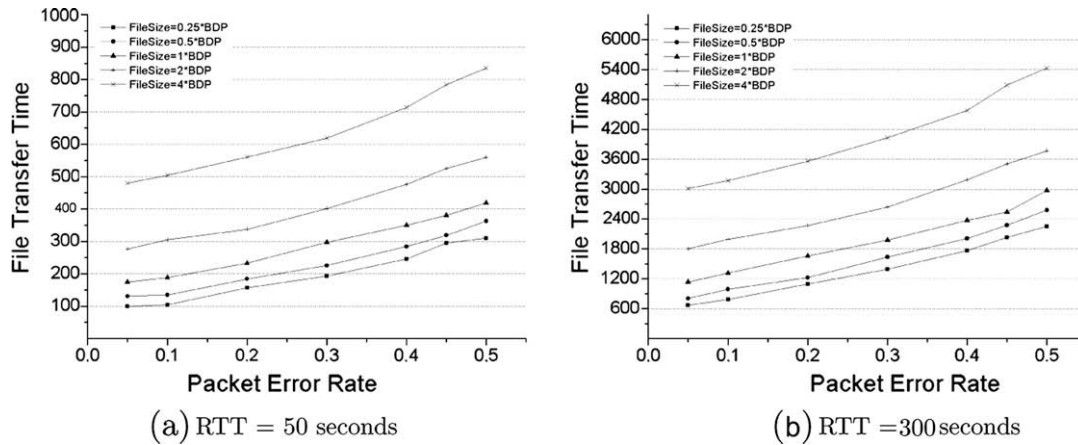 1000
900
800
700
600
500
400
300
200
100
File Transfer Time
FileSize=0.25*BDP
FileSize=0.5*BDP
FileSize=1*BDP
FileSize=2*BDP
FileSize=4*BDP
0.0 0.1 0.2 0.3 0.4 0.5
Packet Error Rate
(a) RTT = 50 seconds
6000
5400
4800
4200
3600
3000
2400
1800
1200
600
File Transfer Time
FileSize=0.25*BDP
FileSize=0.5*BDP
FileSize=1*BDP
FileSize=2*BDP
FileSize=4*BDP
0.0 0.1 0.2 0.3 0.4 0.5
Packet Error Rate
(b) RTT =300 seconds